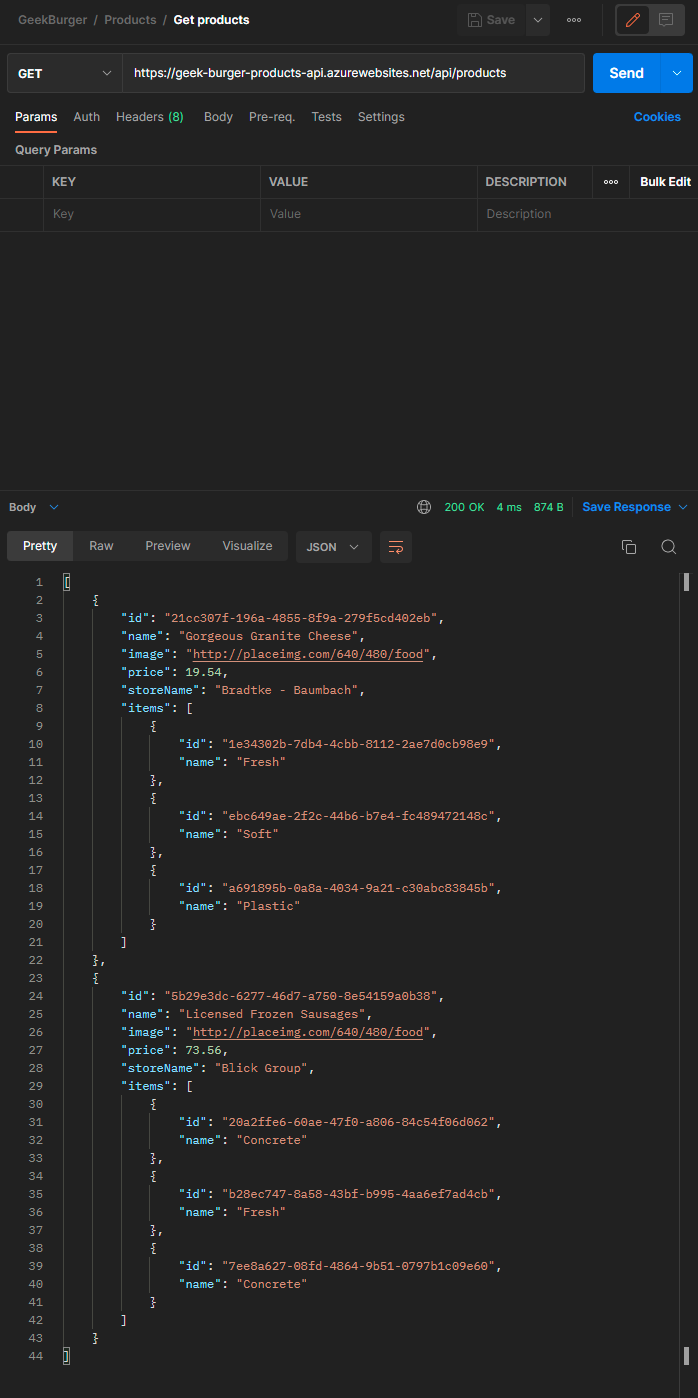 GeekBurger / Products / Get products
Save
GET https://geek-burger-products-api.azurewebsites.net/api/products Send
Params Auth Headers (8) Body Pre-req. Tests Settings Cookies
Query Params
KEY VALUE DESCRIPTION Bulk Edit
Key Value Description
Body 200 OK 4 ms 874 B Save Response
Pretty Raw Preview Visualize JSON
1 [
2 {
3 "id": "21cc307f-196a-4855-8f9a-279f5cd402eb",
4 "name": "Gorgeous Granite Cheese",
5 "image": "http://placeimg.com/640/480/food",
6 "price": 19.54,
7 "storeName": "Bradtke - Baumbach",
8 "items": [
9 {
10 "id": "1e34302b-7db4-4cbb-8112-2ae7d0cb98e9",
11 "name": "Fresh"
12 },
13 {
14 "id": "ebc649ae-2f2c-44b6-b7e4-fc489472148c",
15 "name": "Soft"
16 },
17 {
18 "id": "a691895b-0a8a-4034-9a21-c30abc83845b",
19 "name": "Plastic"
20 }
21 ]
22 },
23 {
24 "id": "5b29e3dc-6277-46d7-a750-8e54159a0b38",
25 "name": "Licensed Frozen Sausages",
26 "image": "http://placeimg.com/640/480/food",
27 "price": 73.56,
28 "storeName": "Blick Group",
29 "items": [
30 {
31 "id": "20a2ffe6-60ae-47f0-a806-84c54f06d062",
32 "name": "Concrete"
33 },
34 {
35 "id": "b28ec747-8a58-43bf-b995-4aa6ef7ad4cb",
36 "name": "Fresh"
37 },
38 {
39 "id": "7ee8a627-08fd-4864-9b51-0797b1c09e60",
40 "name": "Concrete"
41 }
42 ]
43 }
44 ]